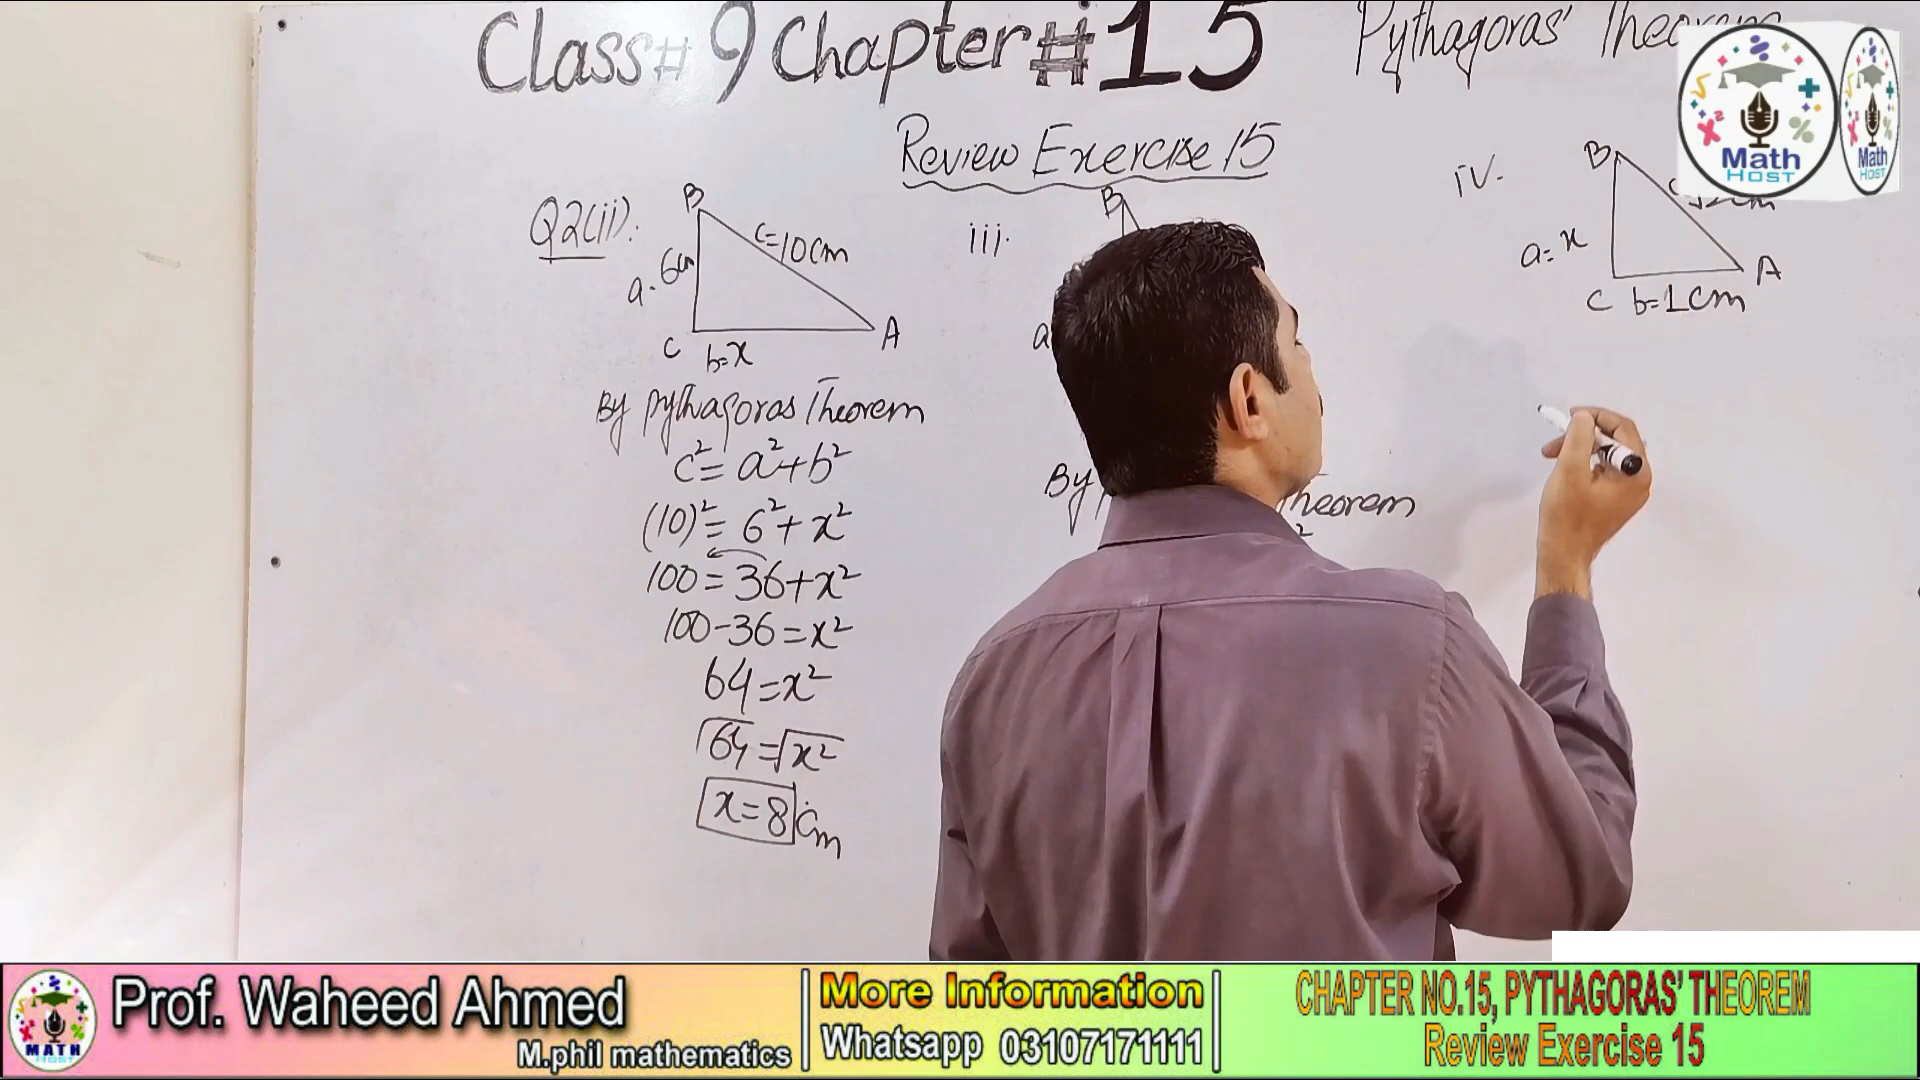 Class# 9 Chapter #15
Pythagoras' Theorem
Review Exercise 15
Q2(ii):
B
c=10cm
a. 6cm
C
b=x
A
By pythagoras Theorem
c²=a²+b²
(10)²=6²+x²
100=36+x²
100-36=x²
64=x²
√64=√x²
x=8 cm
iii.
B
a
By
Theorem
iv.
B
a=x
C
b=1cm
A
Math
HOST
Math
HOST
MATH
HOST
Prof. Waheed Ahmed
M.phil mathematics
More Information
Whatsapp 03107171111
CHAPTER NO.15, PYTHAGORAS' THEOREM
Review Exercise 15